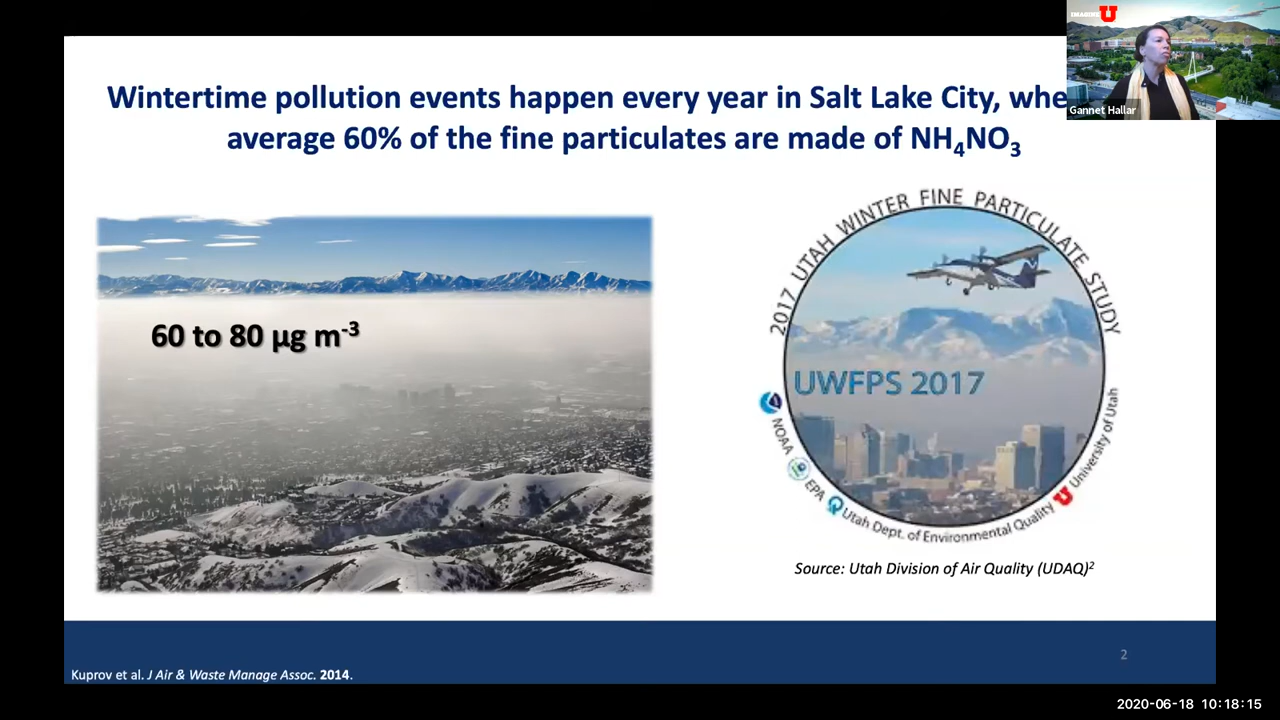 IMAGINE U
Gannet Hallar
Wintertime pollution events happen every year in Salt Lake City,
average 60% of the fine particulates are made of NH₄NO₃
60 to 80 µg m⁻³
2017 UTAH WINTER FINE PARTICULATE STUDY
UWFPS 2017
NOAA
EPA
Utah Dept. of Environmental Quality
U University of Utah
Source: Utah Division of Air Quality (UDAQ)²
2
Kuprov et al. J Air & Waste Manage Assoc. 2014.
2020-06-18 10:18:15